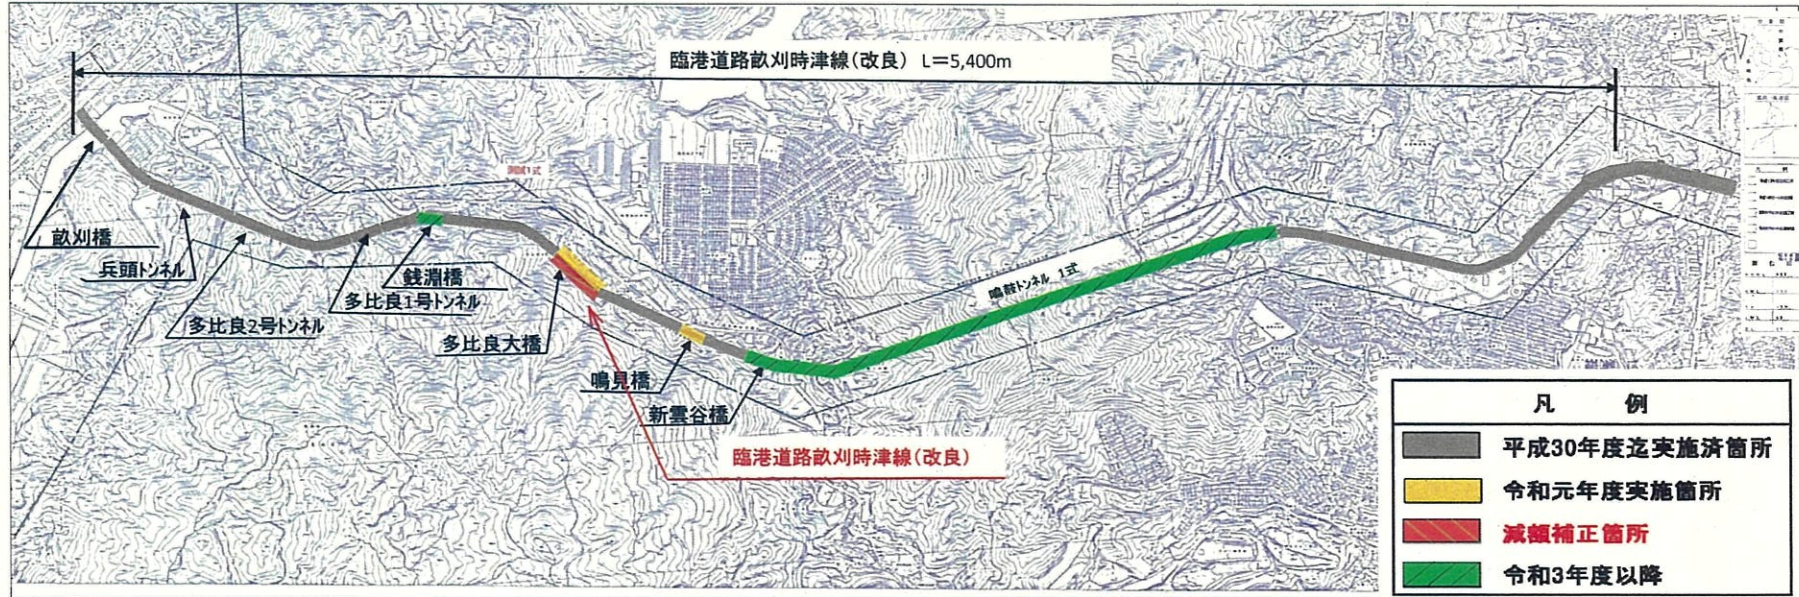 臨港道路畝刈時津線(改良) L=5,400m
測試1式
畝刈橋
兵頭トンネル
多比良2号トンネル
多比良1号トンネル
銭淵橋
多比良大橋
鳴見橋
新雲谷橋
鳴鼓トンネル 1式
臨港道路畝刈時津線(改良)
凡 例
平成30年度迄実施済箇所
令和元年度実施箇所
減額補正箇所
令和3年度以降